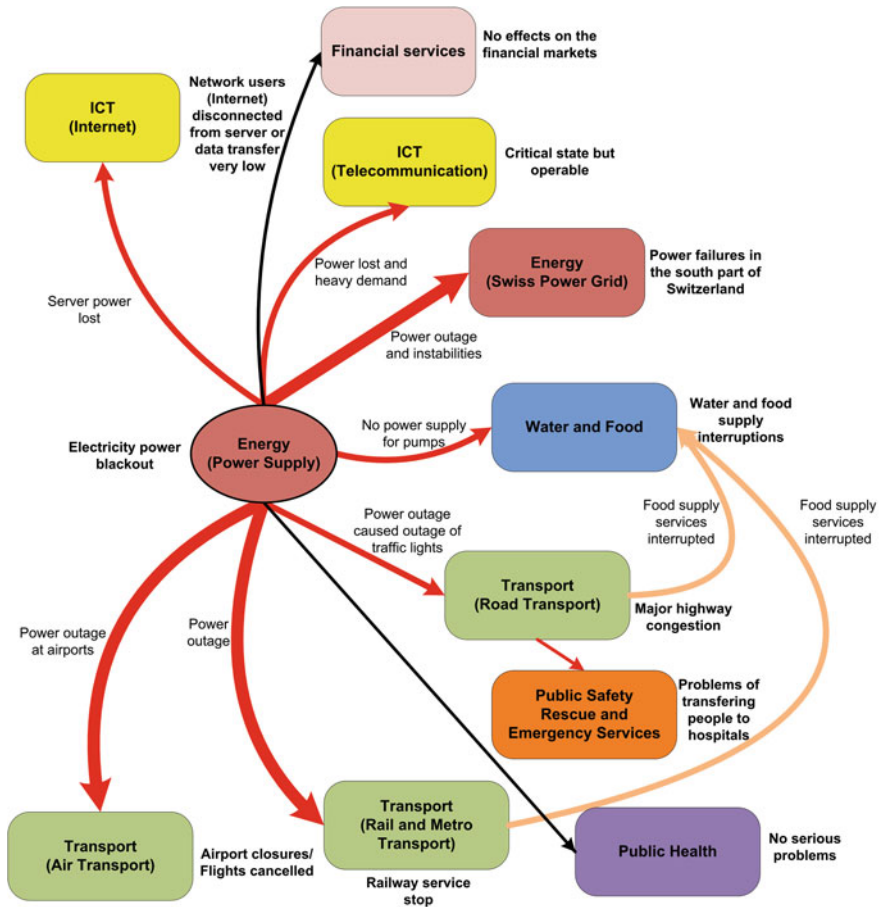 Financial services
No effects on the
financial markets
ICT
(Internet)
Network users
(Internet)
disconnected
from server or
data transfer
very low
ICT
(Telecommunication)
Critical state but
operable
Energy
(Swiss Power Grid)
Power failures in
the south part of
Switzerland
Power lost and
heavy demand
Server power
lost
Power outage
and instabilities
Electricity power
blackout
Energy
(Power Supply)
No power supply
for pumps
Water and Food
Water and food
supply
interruptions
Power outage
caused outage of
traffic lights
Food supply
services
interrupted
Food supply
services
interrupted
Transport
(Road Transport)
Major highway
congestion
Power outage
at airports
Power
outage
Public Safety
Rescue and
Emergency Services
Problems of
transfering
people to
hospitals
Transport
(Air Transport)
Airport closures/
Flights cancelled
Transport
(Rail and Metro
Transport)
Railway service
stop
Public Health
No serious
problems